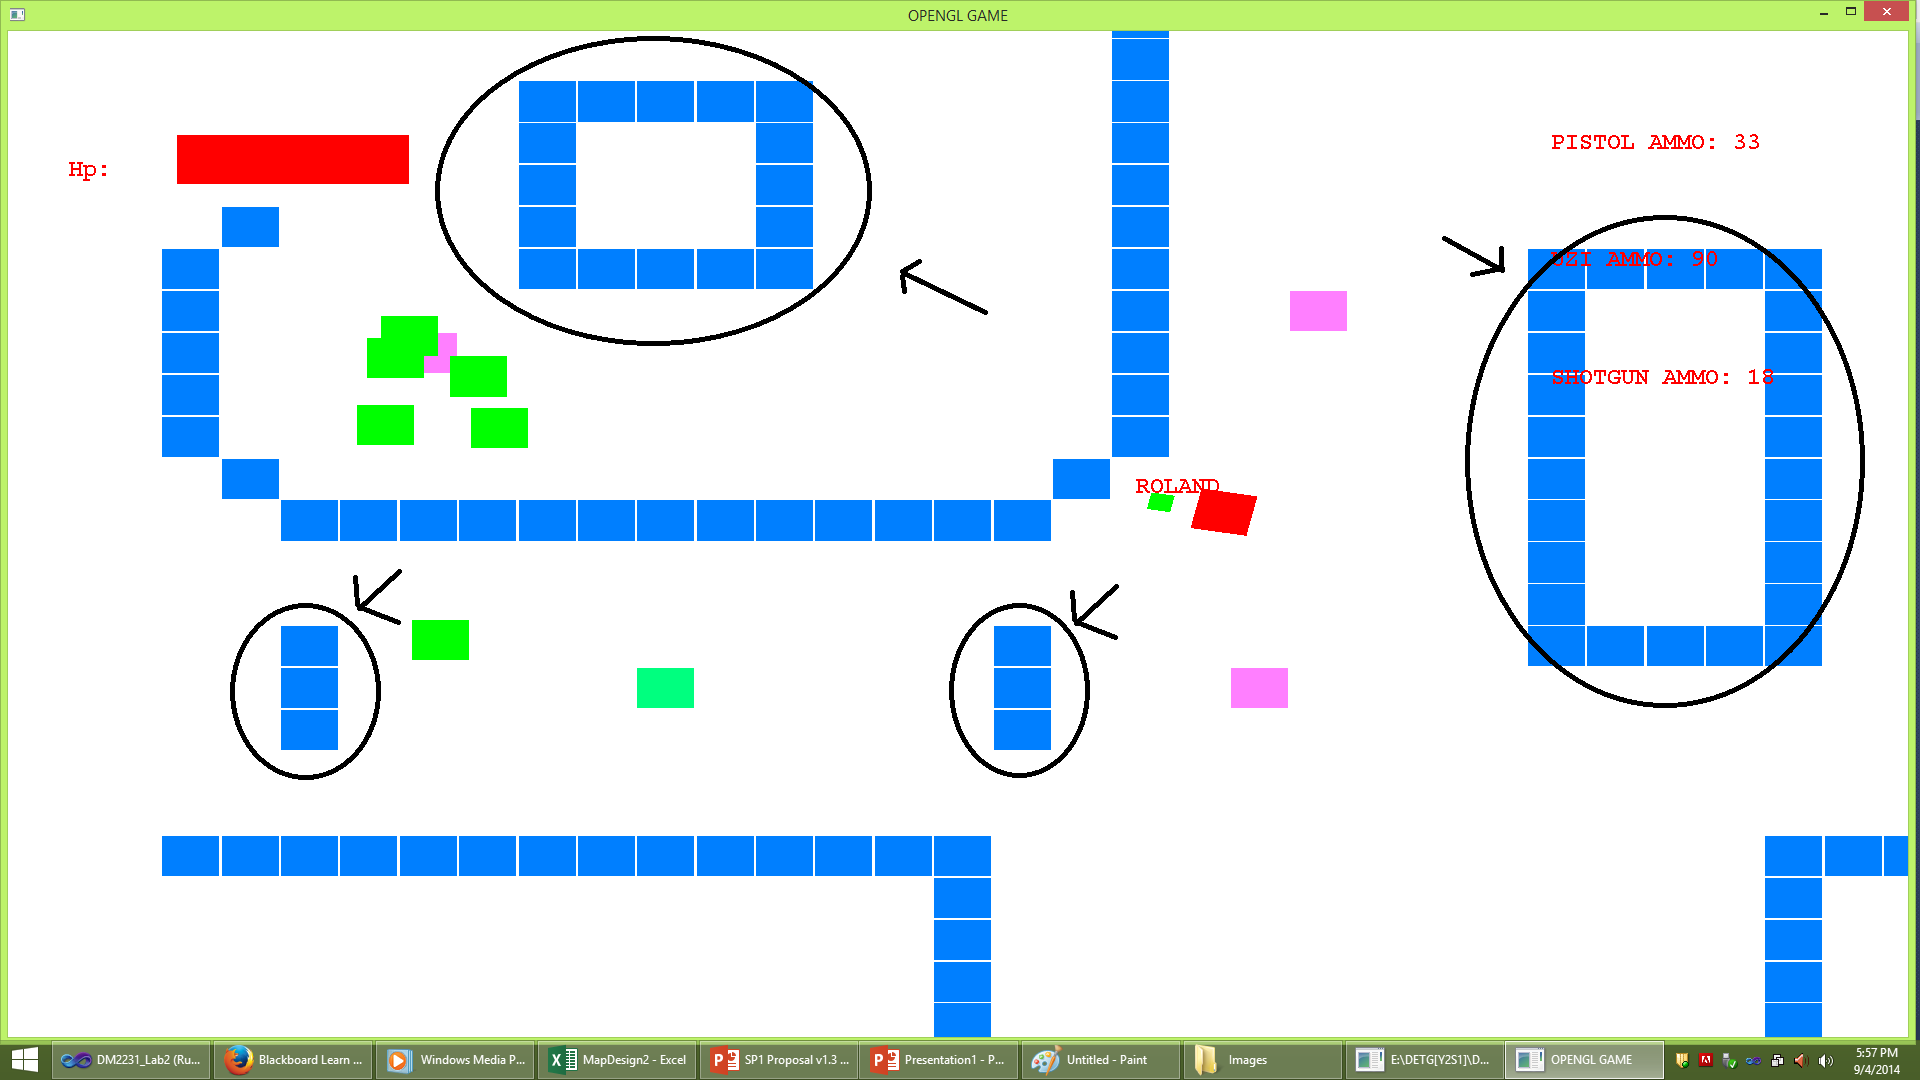 OPENGL GAME
PISTOL AMMO: 33
Hp:
UZI AMMO: 90
SHOTGUN AMMO: 18
ROLAND
DM2231_Lab2 (Ru...
Blackboard Learn ...
Windows Media P...
MapDesign2 - Excel
SP1 Proposal v1.3 ...
Presentation1 - P...
Untitled - Paint
Images
E:\DETG[Y2S1]\D...
OPENGL GAME
5:57 PM
9/4/2014